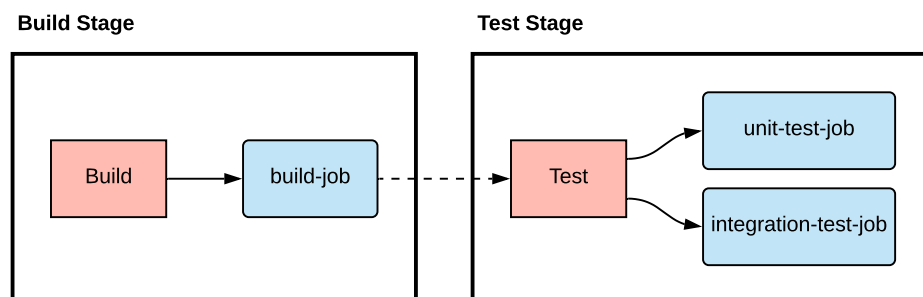 Build Stage
Test Stage
Build
build-job
Test
unit-test-job
integration-test-job